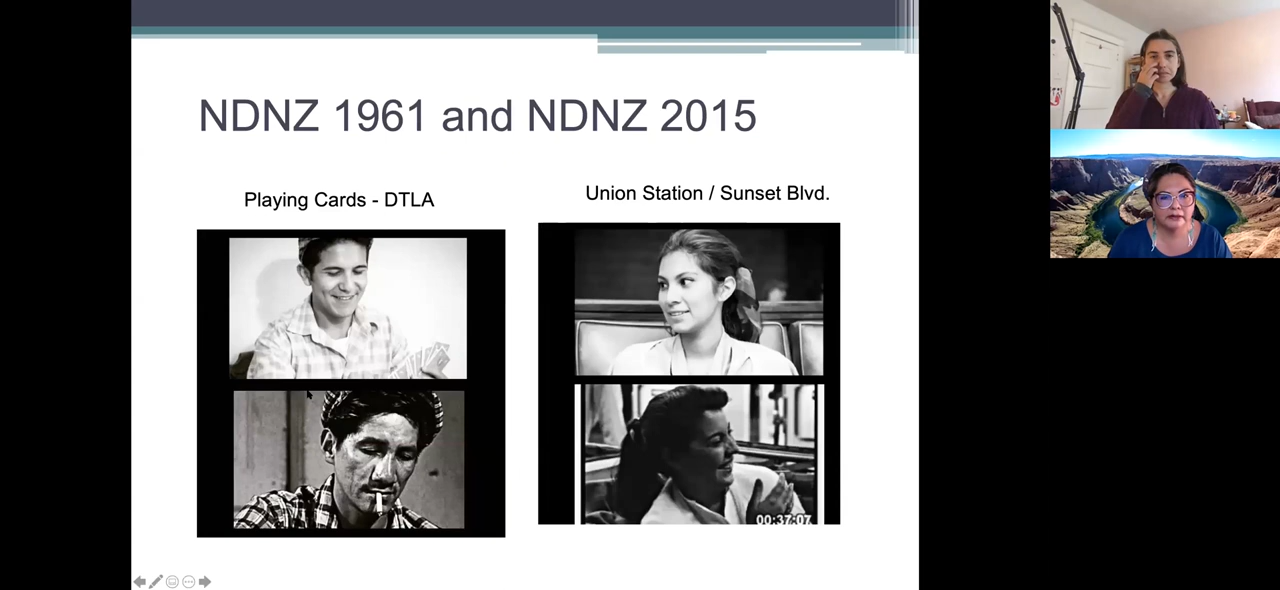 NDNZ 1961 and NDNZ 2015
Playing Cards - DTLA
Union Station / Sunset Blvd.
00:37:07